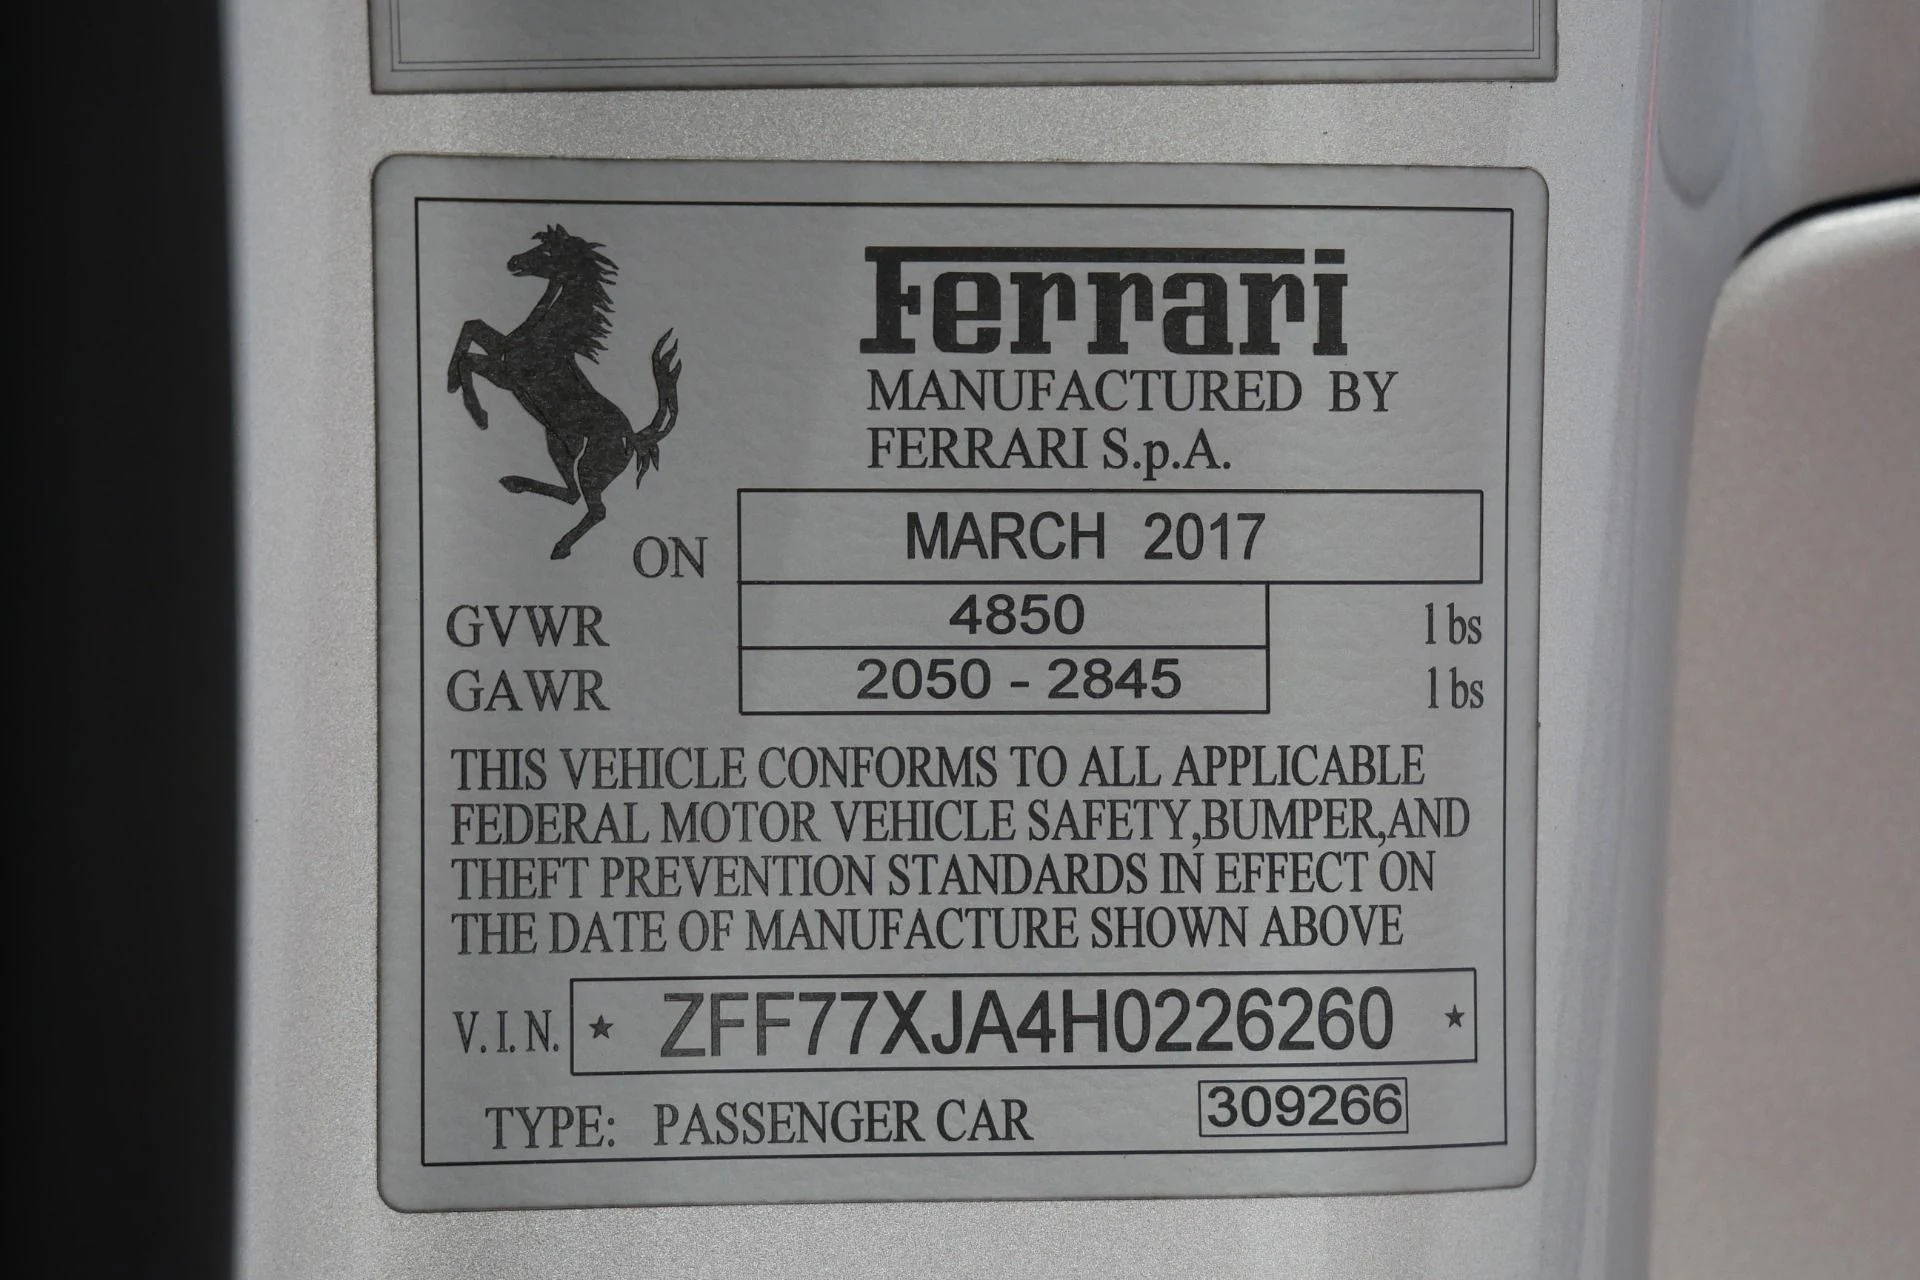 Ferrari
MANUFACTURED BY
FERRARI S.p.A.
ON MARCH 2017
GVWR 4850 lbs
GAWR 2050 - 2845 lbs
THIS VEHICLE CONFORMS TO ALL APPLICABLE
FEDERAL MOTOR VEHICLE SAFETY,BUMPER,AND
THEFT PREVENTION STANDARDS IN EFFECT ON
THE DATE OF MANUFACTURE SHOWN ABOVE
V.I.N. ★ ZFF77XJA4H0226260 ★
TYPE: PASSENGER CAR 309266